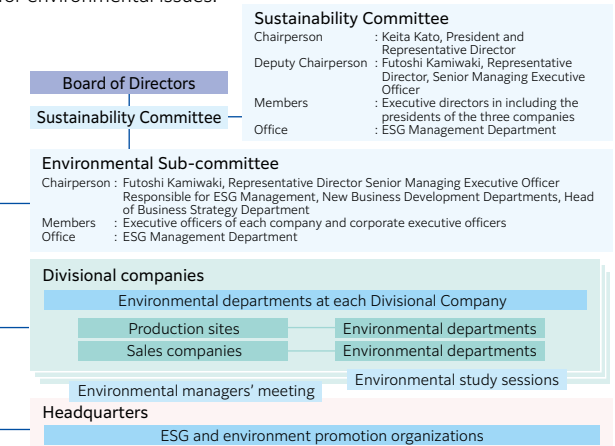 for environmental issues.
Sustainability Committee
Chairperson : Keita Kato, President and
Representative Director
Deputy Chairperson : Futoshi Kamiwaki, Representative
Director, Senior Managing Executive
Officer
Members : Executive directors in including the
presidents of the three companies
Office : ESG Management Department
Board of Directors
Sustainability Committee
Environmental Sub-committee
Chairperson : Futoshi Kamiwaki, Representative Director Senior Managing Executive Officer
Responsible for ESG Management, New Business Development Departments, Head
of Business Strategy Department
Members : Executive officers of each company and corporate executive officers
Office : ESG Management Department
Divisional companies
Environmental departments at each Divisional Company
Production sites Environmental departments
Sales companies Environmental departments
Environmental study sessions
Environmental managers' meeting
Headquarters
ESG and environment promotion organizations